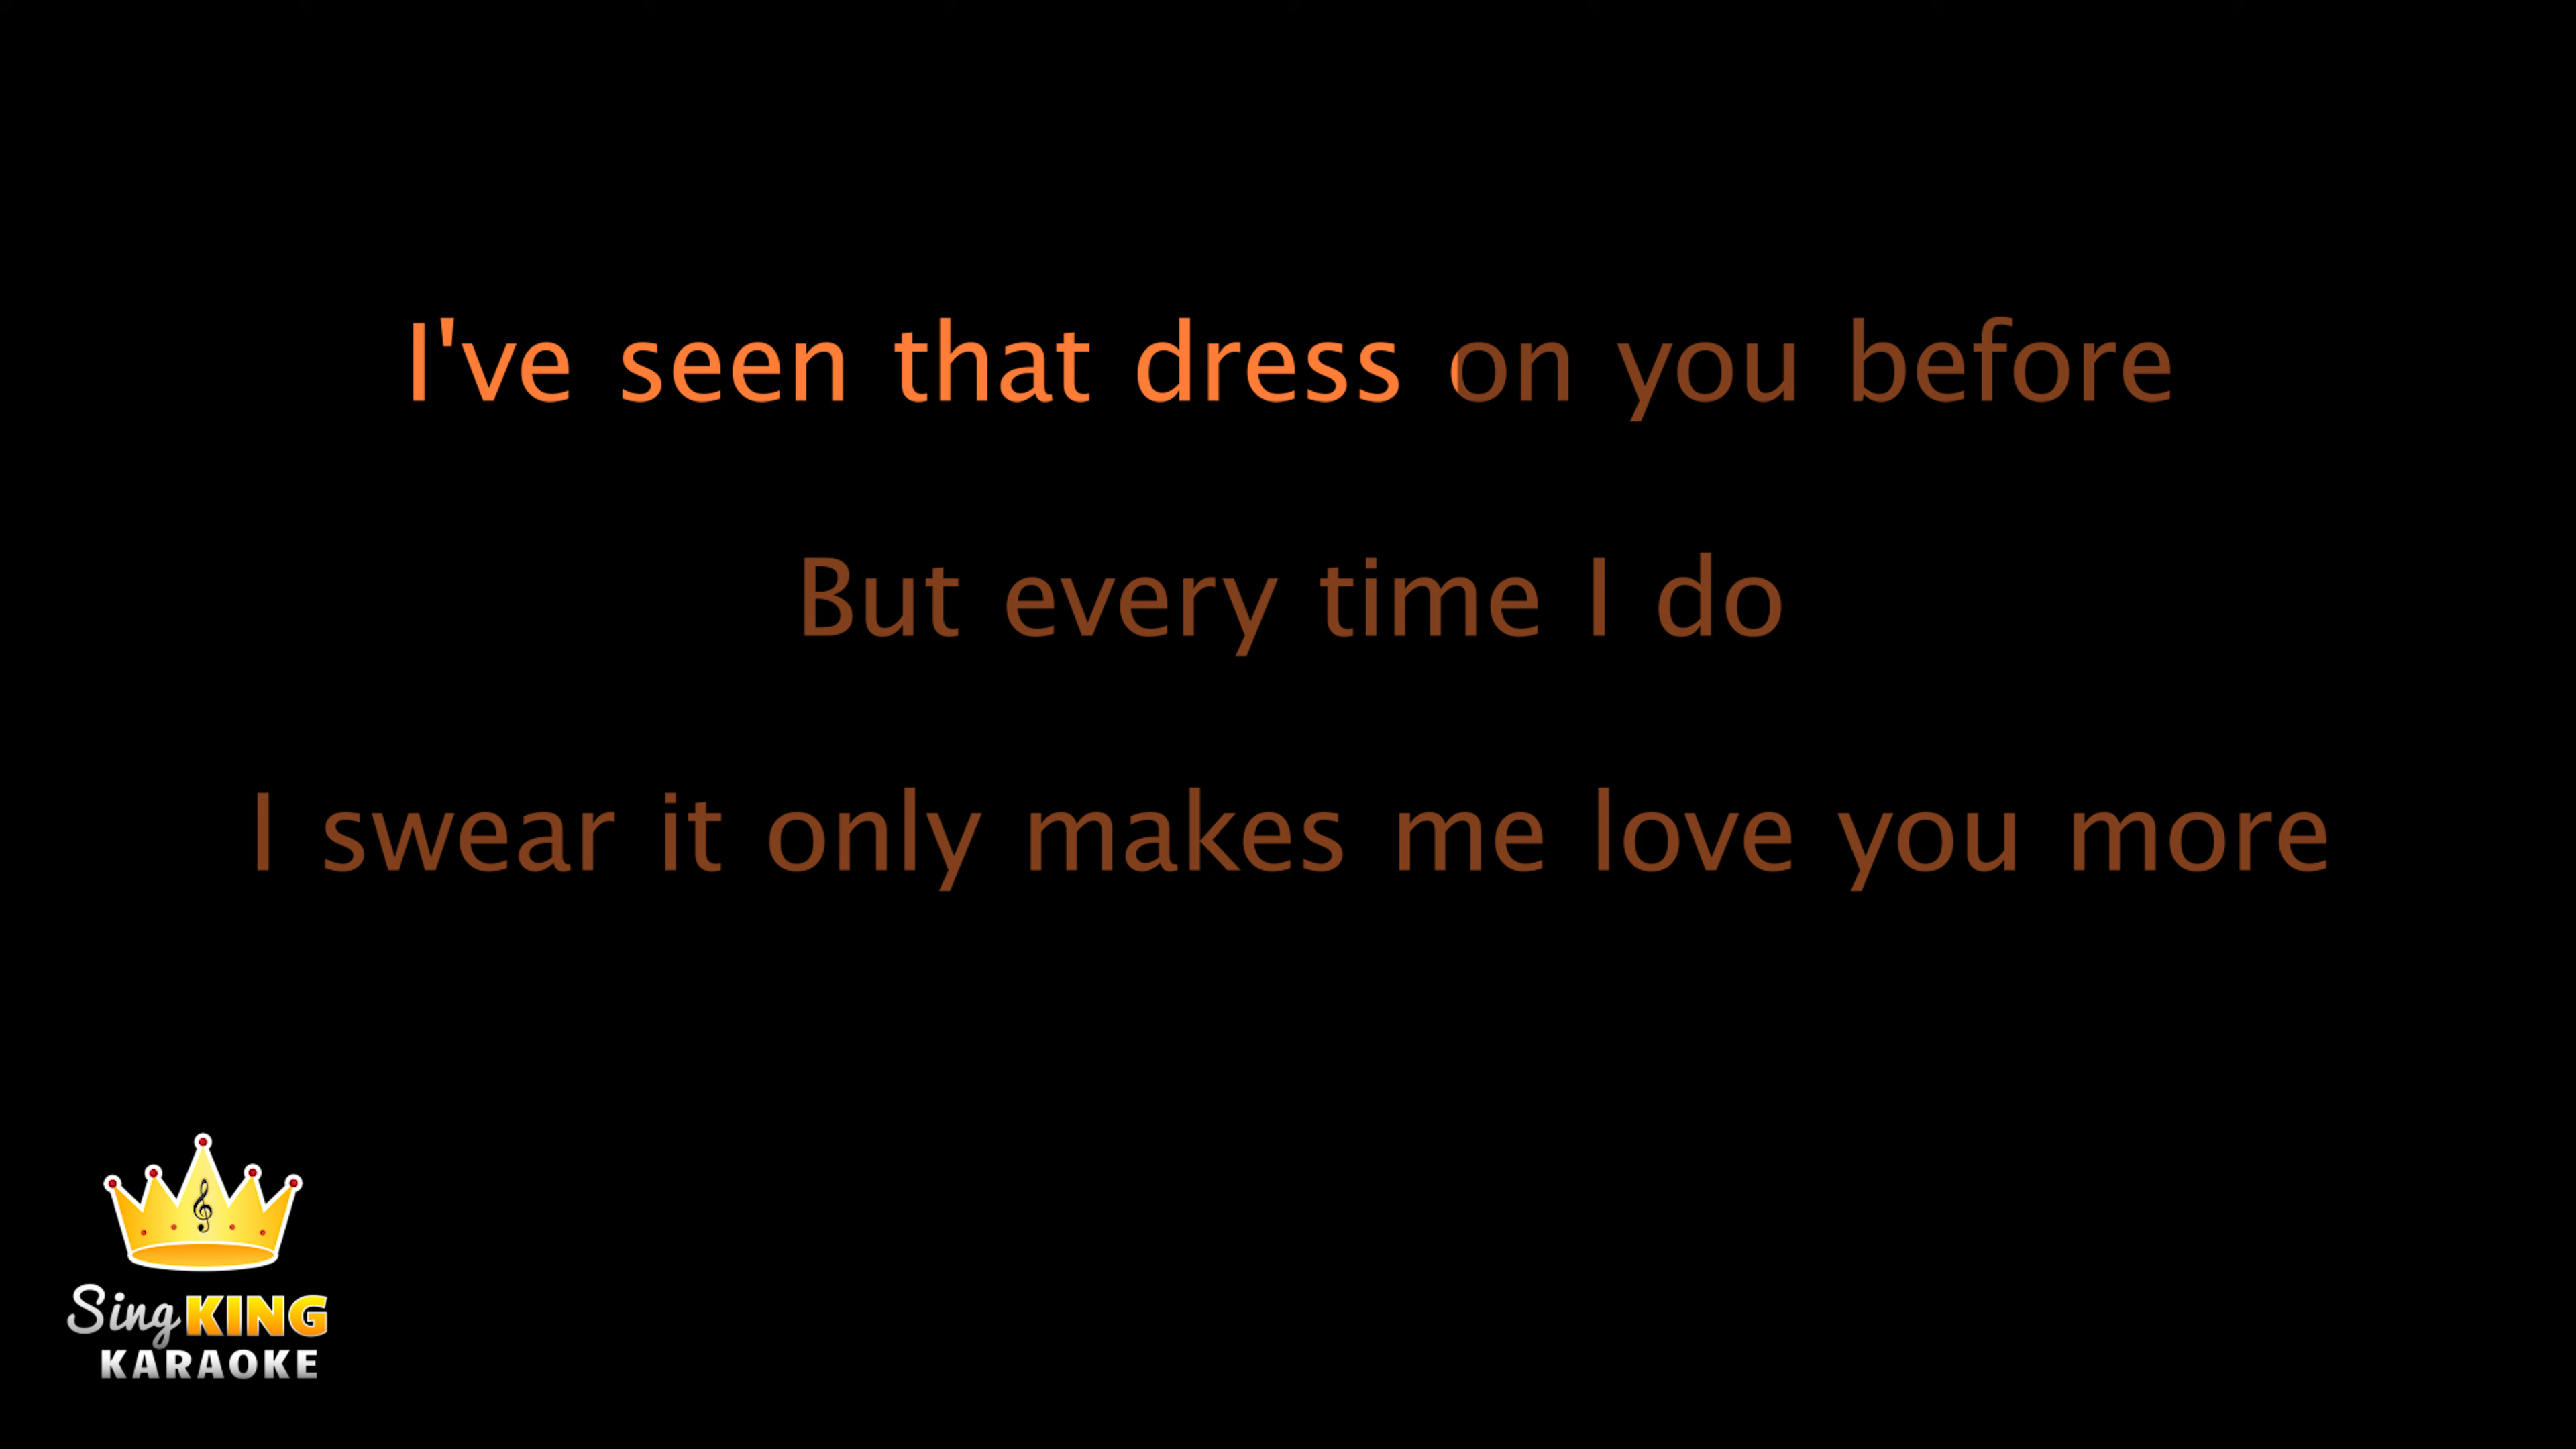 I've seen that dress on you before
But every time I do
I swear it only makes me love you more
Sing KING
KARAOKE